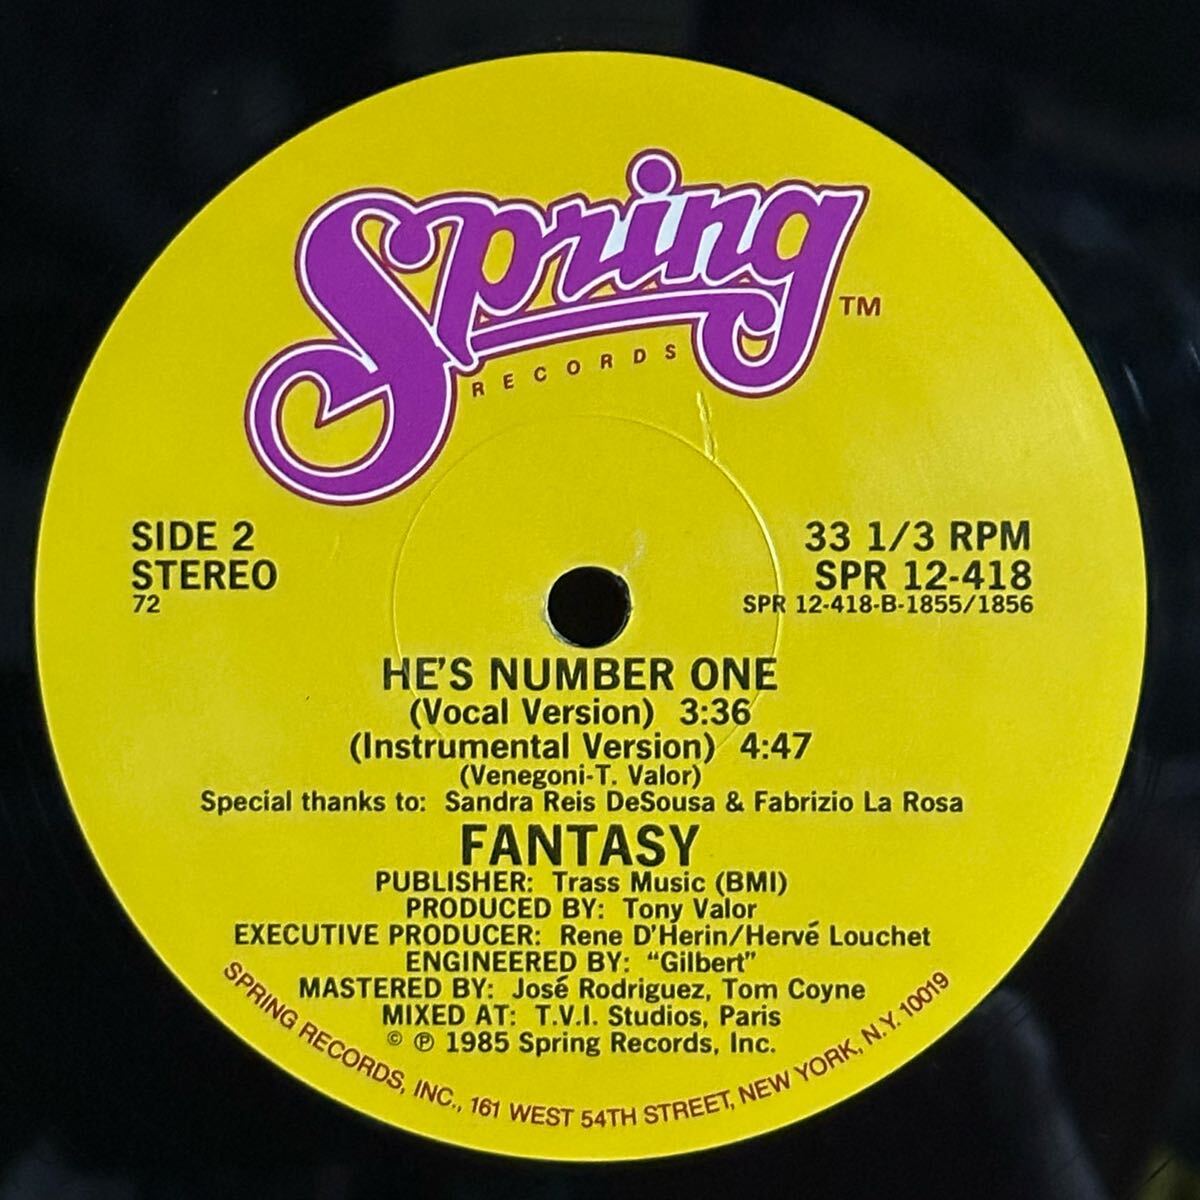 Spring
TM
RECORDS
SIDE 2
STEREO
72
33 1/3 RPM
SPR 12-418
SPR 12-418-B-1855/1856
HE'S NUMBER ONE
(Vocal Version) 3:36
(Instrumental Version) 4:47
(Venegoni-T. Valor)
Special thanks to: Sandra Reis DeSousa & Fabrizio La Rosa
FANTASY
PUBLISHER: Trass Music (BMI)
PRODUCED BY: Tony Valor
EXECUTIVE PRODUCER: Rene D'Herin/Hervé Louchet
ENGINEERED BY: "Gilbert"
MASTERED BY: José Rodriguez, Tom Coyne
MIXED AT: T.V.I. Studios, Paris
© ℗ 1985 Spring Records, Inc.
SPRING RECORDS, INC., 161 WEST 54TH STREET, NEW YORK, N.Y. 10019